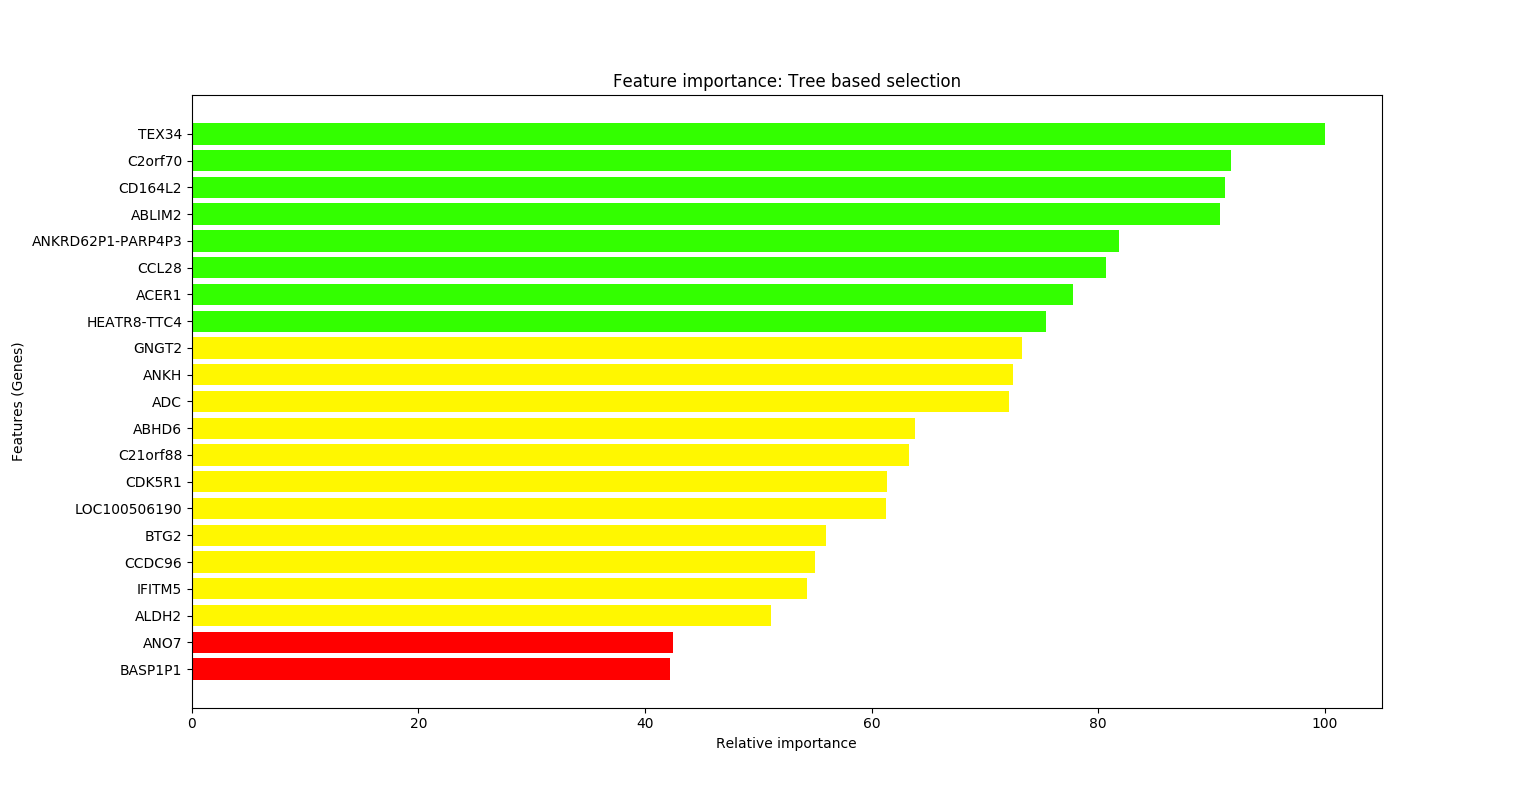 Feature importance: Tree based selection
Features (Genes)
TEX34
C2orf70
CD164L2
ABLIM2
ANKRD62P1-PARP4P3
CCL28
ACER1
HEATR8-TTC4
GNGT2
ANKH
ADC
ABHD6
C21orf88
CDK5R1
LOC100506190
BTG2
CCDC96
IFITM5
ALDH2
ANO7
BASP1P1
0 20 40 60 80 100
Relative importance